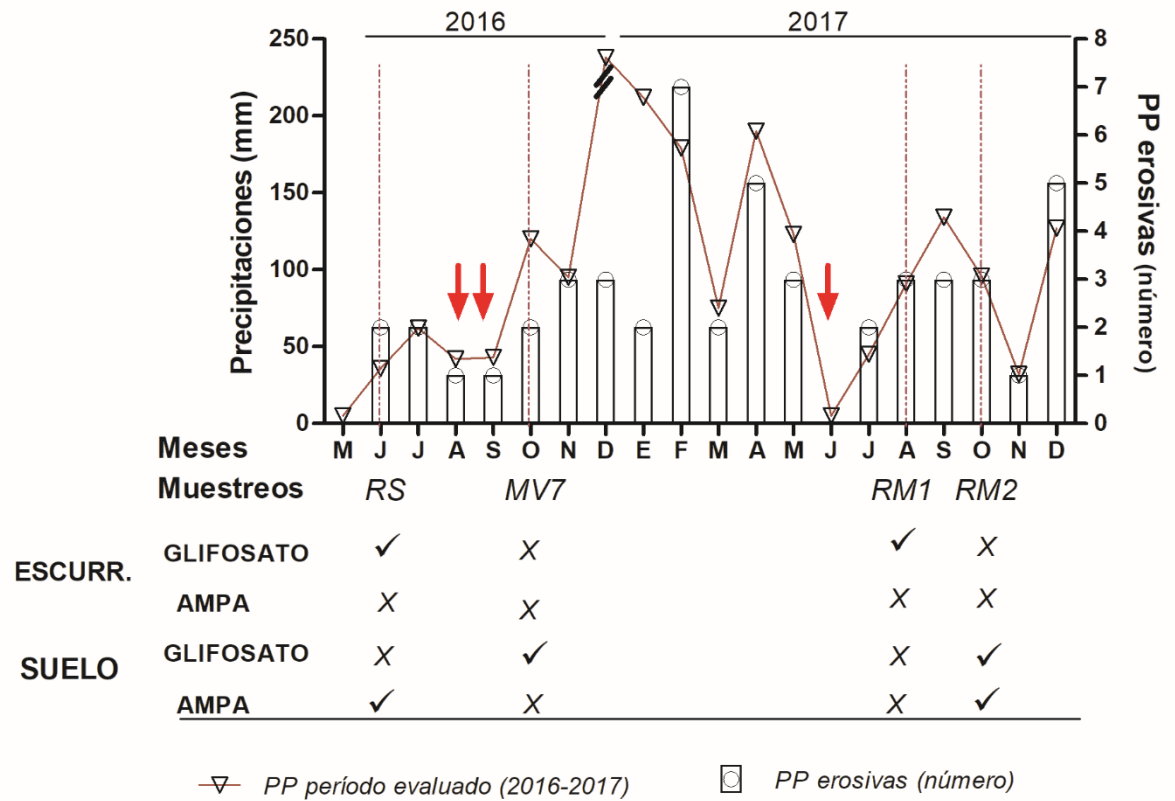 2016 2017
Precipitaciones (mm)
250
200
150
100
50
0
PP erosivas (número)
8
7
6
5
4
3
2
1
0
Meses M J J A S O N D E F M A M J J A S O N D
Muestreos RS MV7 RM1 RM2
ESCURR.
GLIFOSATO ✓ X ✓ X
AMPA X X X X
SUELO
GLIFOSATO X ✓ X ✓
AMPA ✓ X X ✓
PP período evaluado (2016-2017) PP erosivas (número)